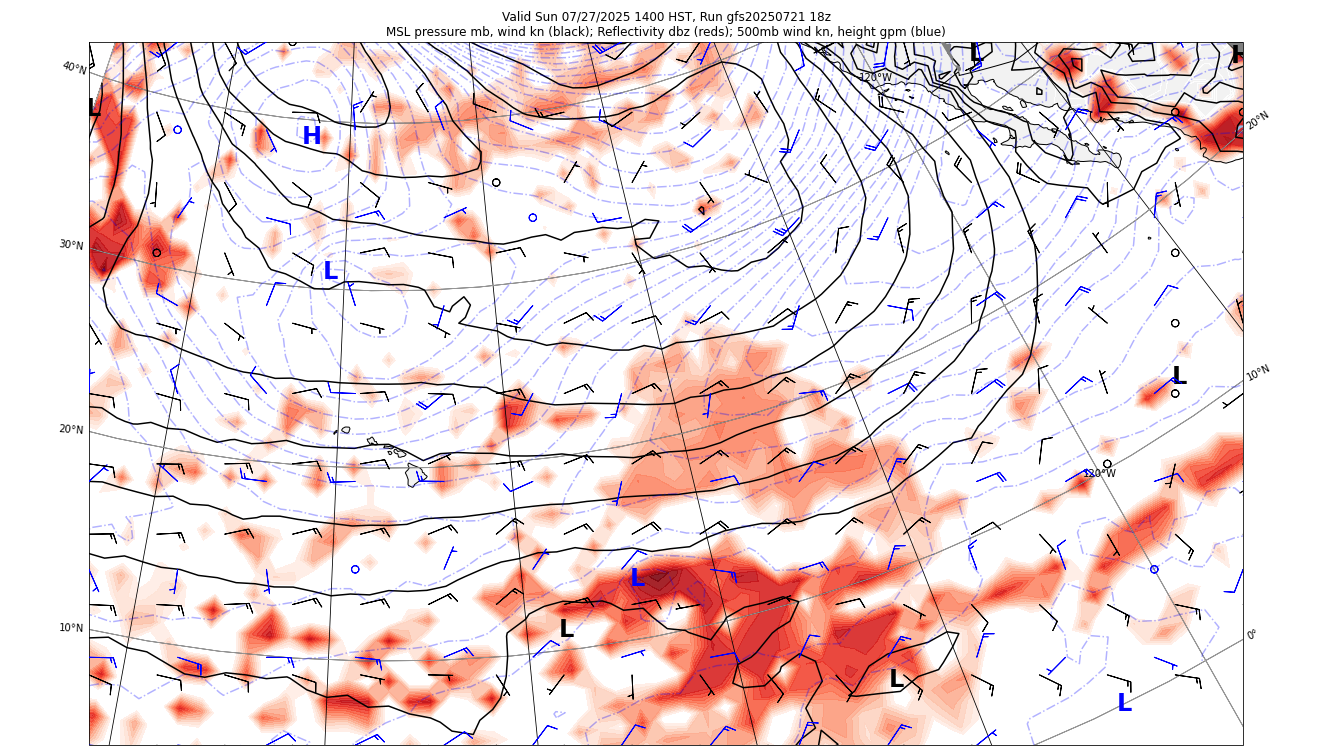 Valid Sun 07/27/2025 1400 HST, Run gfs20250721 18z
MSL pressure mb, wind kn (black); Reflectivity dbz (reds); 500mb wind kn, height gpm (blue)
L
H
40°N
120°W
L
20°N
H
30°N
L
L
10°N
20°N
120°W
L
10°N
L
0°
L
L